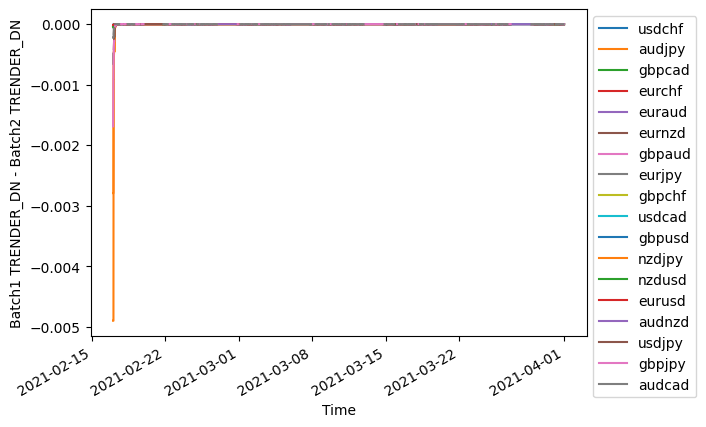 Batch1 TRENDER_DN - Batch2 TRENDER_DN
0.000
−0.001
−0.002
−0.003
−0.004
−0.005
2021-02-15
2021-02-22
2021-03-01
2021-03-08
2021-03-15
2021-03-22
2021-04-01
Time
usdchf
audjpy
gbpcad
eurchf
euraud
eurnzd
gbpaud
eurjpy
gbpchf
usdcad
gbpusd
nzdjpy
nzdusd
eurusd
audnzd
usdjpy
gbpjpy
audcad